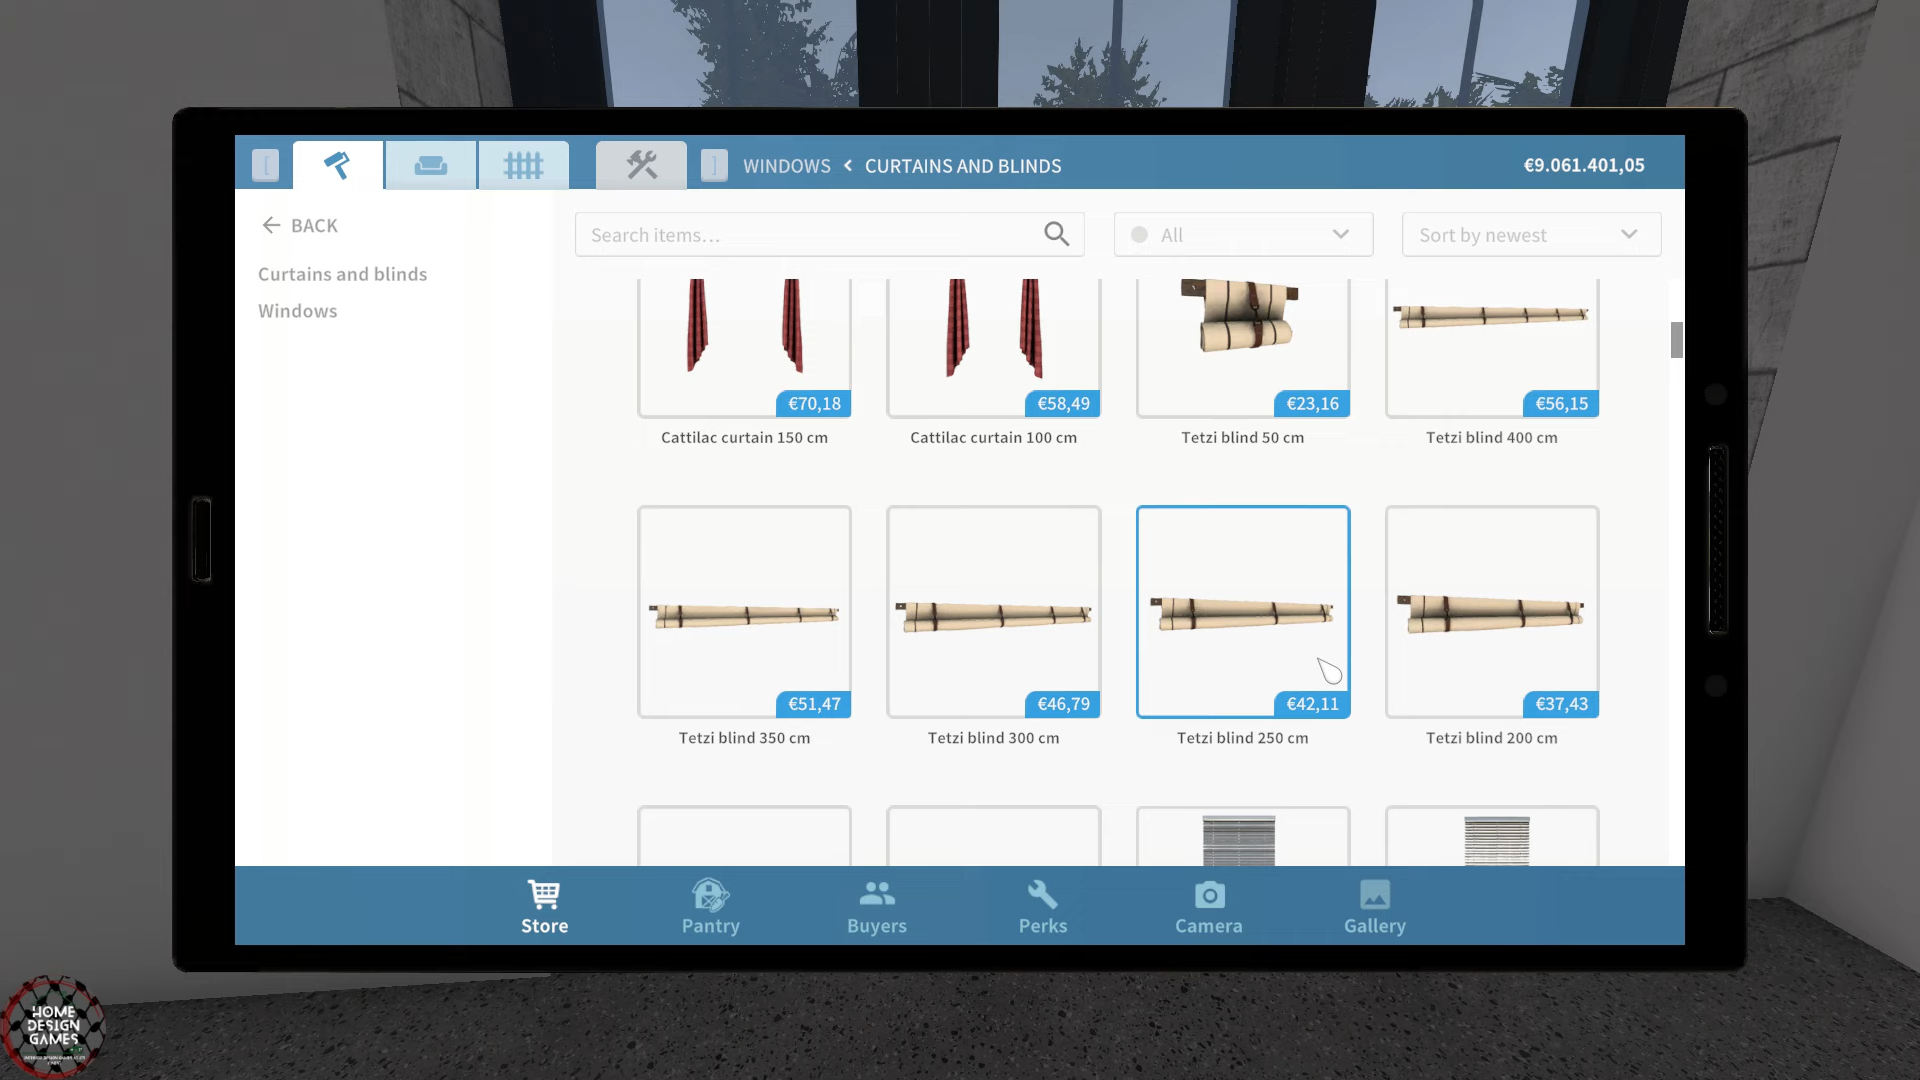 [
]
WINDOWS < CURTAINS AND BLINDS
€9.061.401,05
BACK
Curtains and blinds
Windows
Search items...
All
Sort by newest
€70,18
€58,49
€23,16
€56,15
Cattilac curtain 150 cm
Cattilac curtain 100 cm
Tetzi blind 50 cm
Tetzi blind 400 cm
€51,47
€46,79
€42,11
€37,43
Tetzi blind 350 cm
Tetzi blind 300 cm
Tetzi blind 250 cm
Tetzi blind 200 cm
Store
Pantry
Buyers
Perks
Camera
Gallery
HOME
DESIGN
GAMES